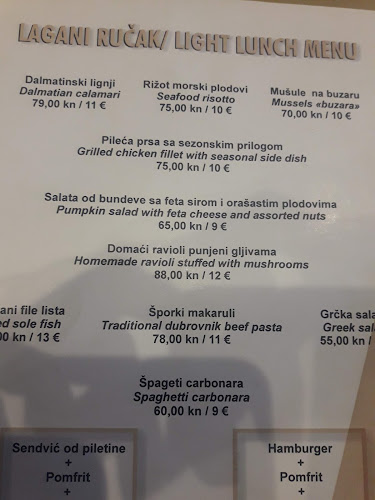 LAGANI RUČAK/ LIGHT LUNCH MENU
Dalmatinski lignji
Dalmatian calamari
79,00 kn / 11 €
Rižot morski plodovi
Seafood risotto
75,00 kn / 10 €
Mušule na buzaru
Mussels «buzara»
70,00 kn / 10 €
Pileća prsa sa sezonskim prilogom
Grilled chicken fillet with seasonal side dish
75,00 kn / 10 €
Salata od bundeve sa feta sirom i orašastim plodovima
Pumpkin salad with feta cheese and assorted nuts
65,00 kn / 9 €
Domaći ravioli punjeni gljivama
Homemade ravioli stuffed with mushrooms
88,00 kn / 12 €
ani file lista
ed sole fish
00 kn / 13 €
Šporki makaruli
Traditional dubrovnik beef pasta
78,00 kn / 11 €
Grčka sala
Greek sala
55,00 kn /
Špageti carbonara
Spaghetti carbonara
60,00 kn / 9 €
Sendvić od piletine
+
Pomfrit
+
Hamburger
+
Pomfrit
+